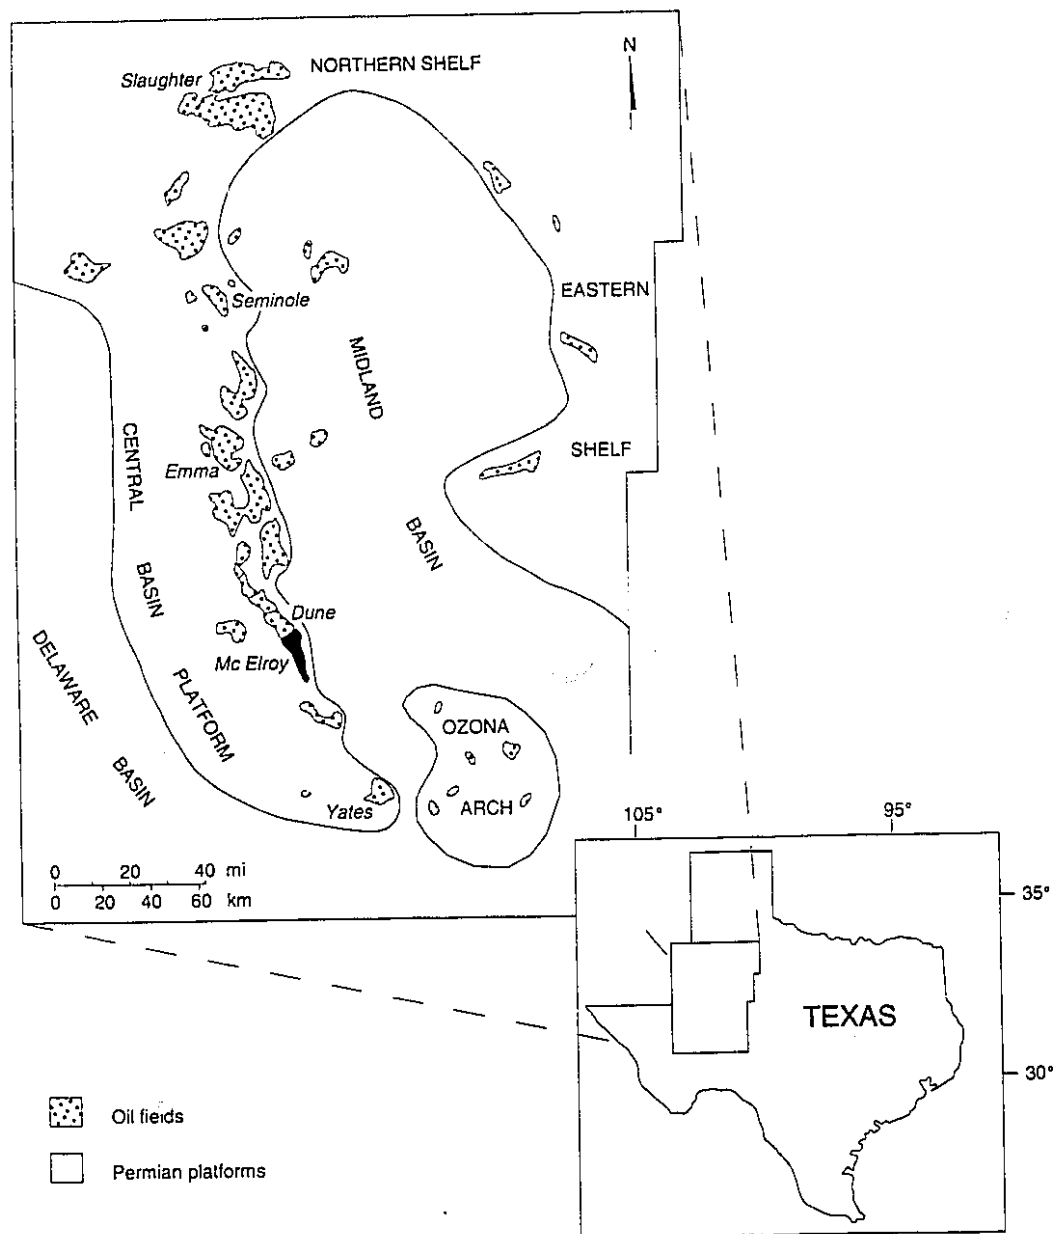 N
NORTHERN SHELF
Slaughter
Seminole
EASTERN
SHELF
MIDLAND
BASIN
CENTRAL
BASIN
PLATFORM
Emma
Dune
Mc Elroy
DELAWARE
BASIN
OZONA
ARCH
Yates
0 20 40 mi
0 20 40 60 km
105° 95°
35°
30°
TEXAS
Oil fields
Permian platforms